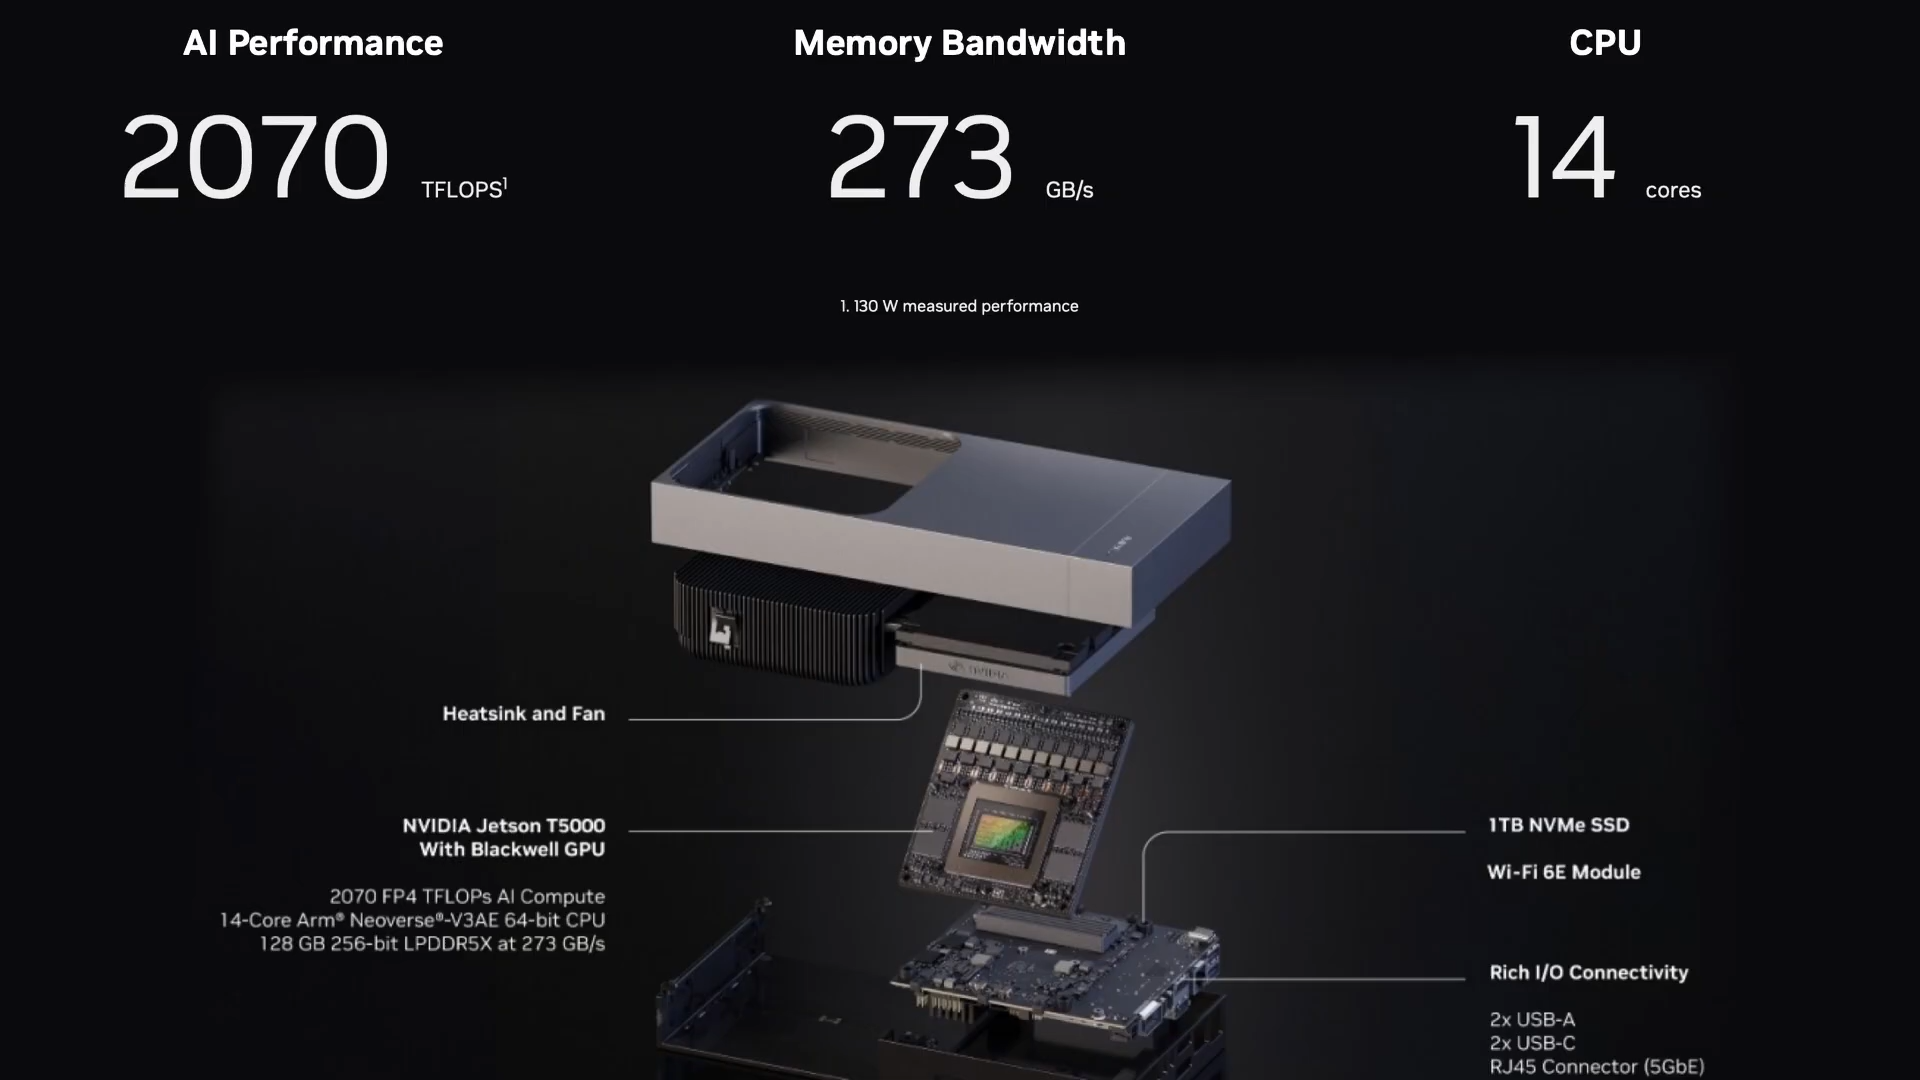 AI Performance
2070 TFLOPS¹
Memory Bandwidth
273 GB/s
CPU
14 cores
1. 130 W measured performance
NVIDIA
Heatsink and Fan
NVIDIA Jetson T5000
With Blackwell GPU
2070 FP4 TFLOPs AI Compute
14-Core Arm® Neoverse®-V3AE 64-bit CPU
128 GB 256-bit LPDDR5X at 273 GB/s
1TB NVMe SSD
Wi-Fi 6E Module
Rich I/O Connectivity
2x USB-A
2x USB-C
RJ45 Connector (5GbE)